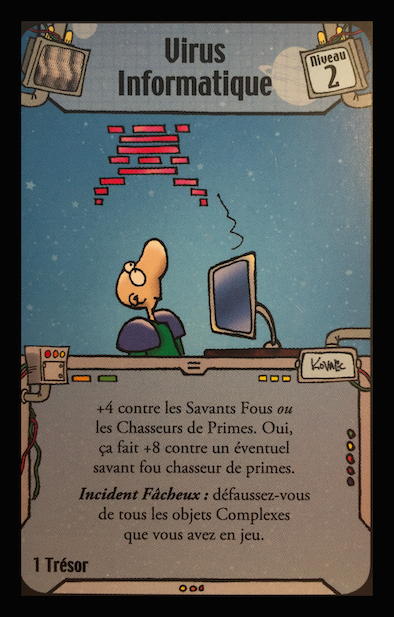 Virus
Informatique
Niveau
2
KOVALIC
+4 contre les Savants Fous ou
les Chasseurs de Primes. Oui,
ça fait +8 contre un éventuel
savant fou chasseur de primes.
Incident Fâcheux : défaussez-vous
de tous les objets Complexes
que vous avez en jeu.
1 Trésor